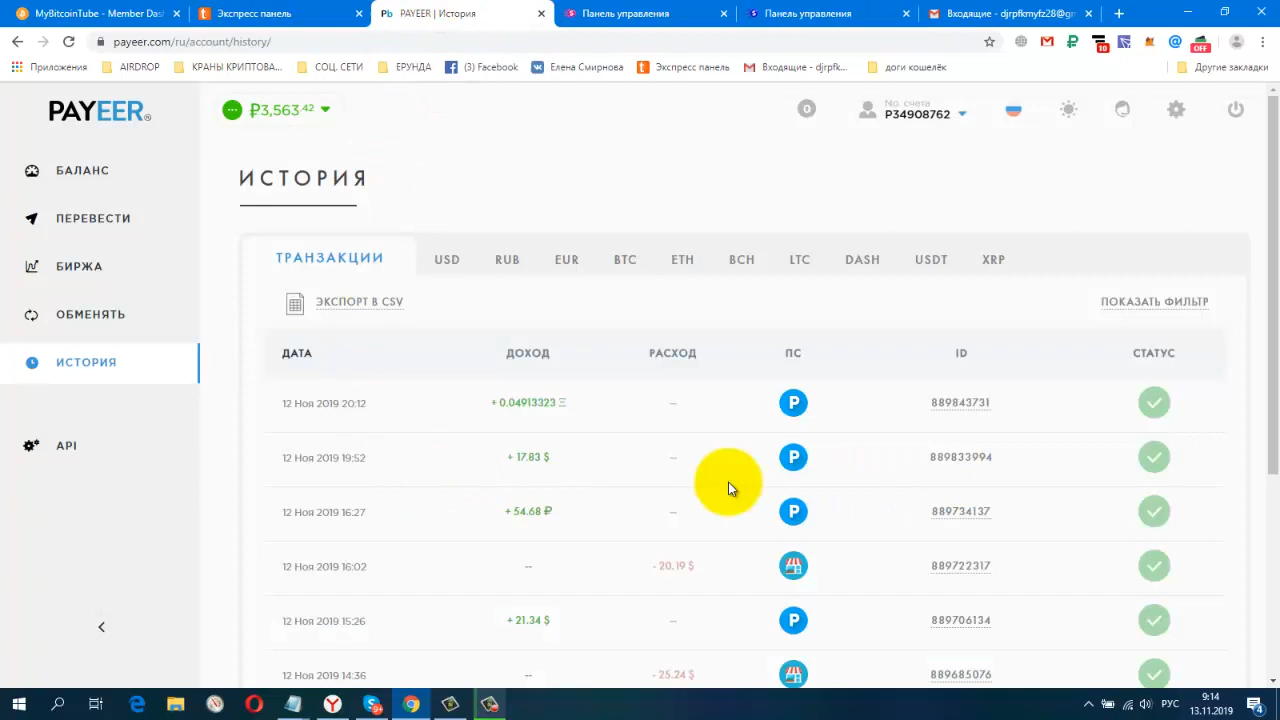 MyBitcoinTube - Member Das
Экспресс панель
PAYEER | История
Панель управления
Панель управления
Входящие - djrpfkmyfz28@gm
payeer.com/ru/account/history/
10
OFF
Приложения
AIRDROP
КРАНЫ КРИПТОВА...
СОЦ. СЕТИ
ЕРУНДА
(3) Facebook
Елена Смирнова
Экспресс панель
Входящие - djrpfk...
доги кошелёк
Другие закладки
PAYEER®
₽3,563.42
0
No. счета
P34908762
БАЛАНС
ПЕРЕВЕСТИ
БИРЖА
ОБМЕНЯТЬ
ИСТОРИЯ
API
ИСТОРИЯ
ТРАНЗАКЦИИ USD RUB EUR BTC ETH BCH LTC DASH USDT XRP
ЭКСПОРТ В CSV ПОКАЗАТЬ ФИЛЬТР
ДАТА ДОХОД РАСХОД ПС ID СТАТУС
12 Ноя 2019 20:12 + 0.04913323 Ξ -- P 889843731
12 Ноя 2019 19:52 + 17.83 $ -- P 889833994
12 Ноя 2019 16:27 + 54.68 ₽ -- P 889734137
12 Ноя 2019 16:02 -- - 20.19 $ 889722317
12 Ноя 2019 15:26 + 21.34 $ -- P 889706134
12 Ноя 2019 14:36 -- - 25.24 $ 889685076
РУС
9:14
13.11.2019
4